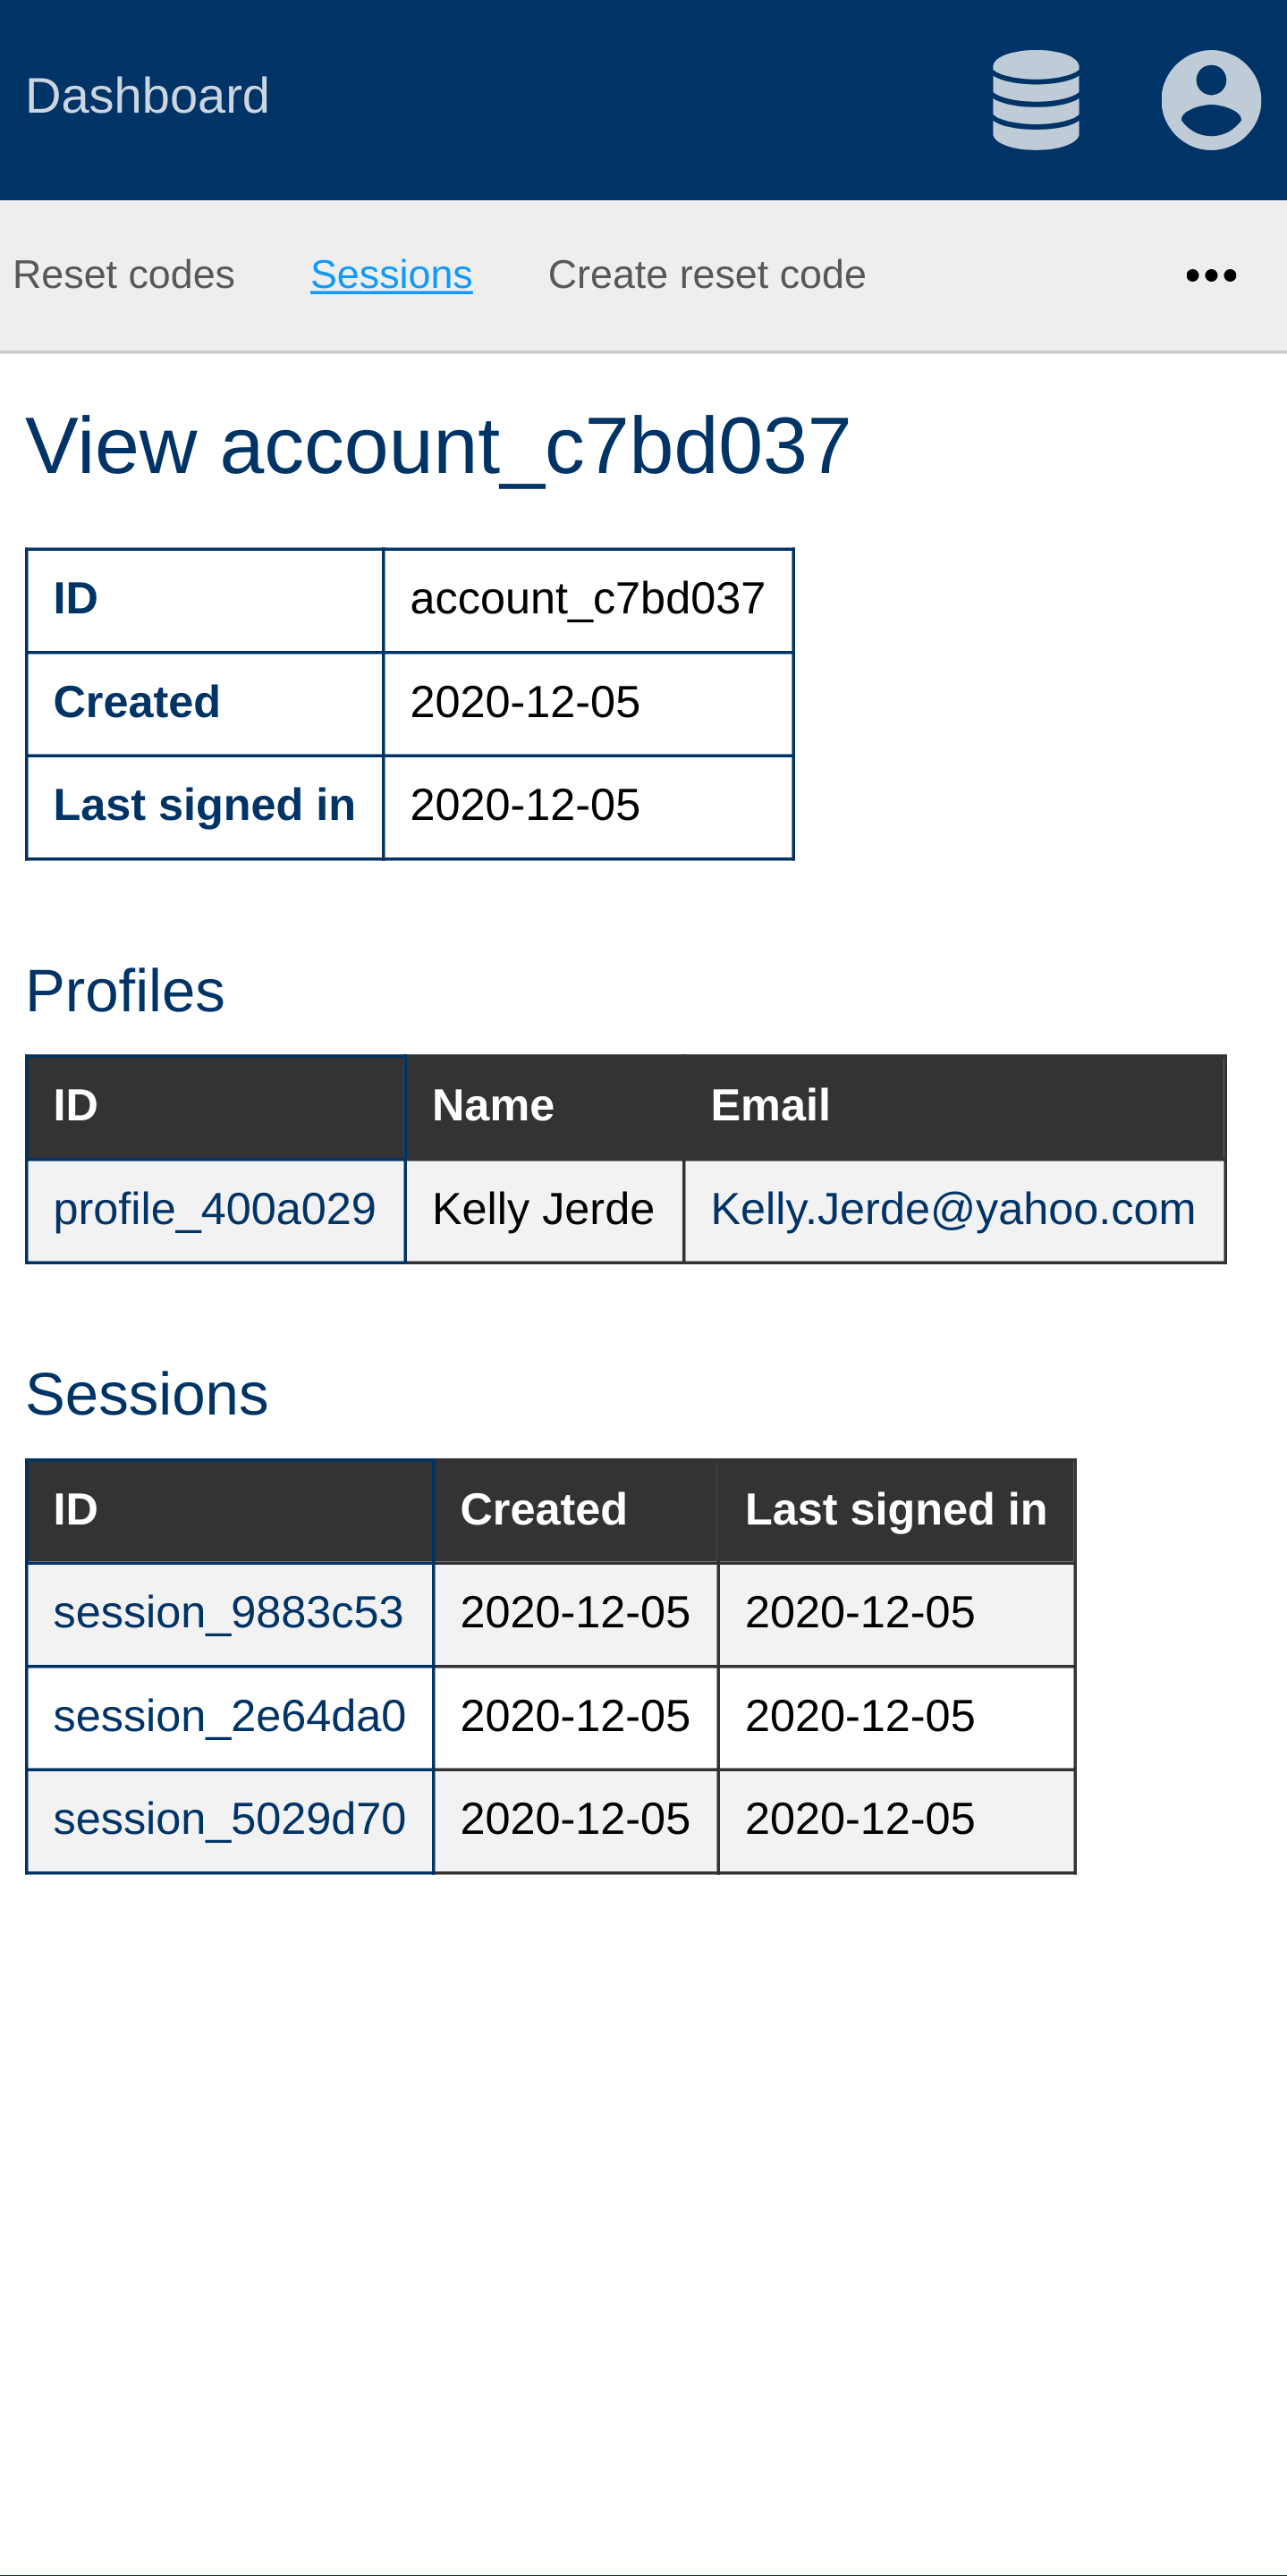 Dashboard
Reset codes Sessions Create reset code
View account_c7bd037
ID account_c7bd037
Created 2020-12-05
Last signed in 2020-12-05
Profiles
ID Name Email
profile_400a029 Kelly Jerde Kelly.Jerde@yahoo.com
Sessions
ID Created Last signed in
session_9883c53 2020-12-05 2020-12-05
session_2e64da0 2020-12-05 2020-12-05
session_5029d70 2020-12-05 2020-12-05